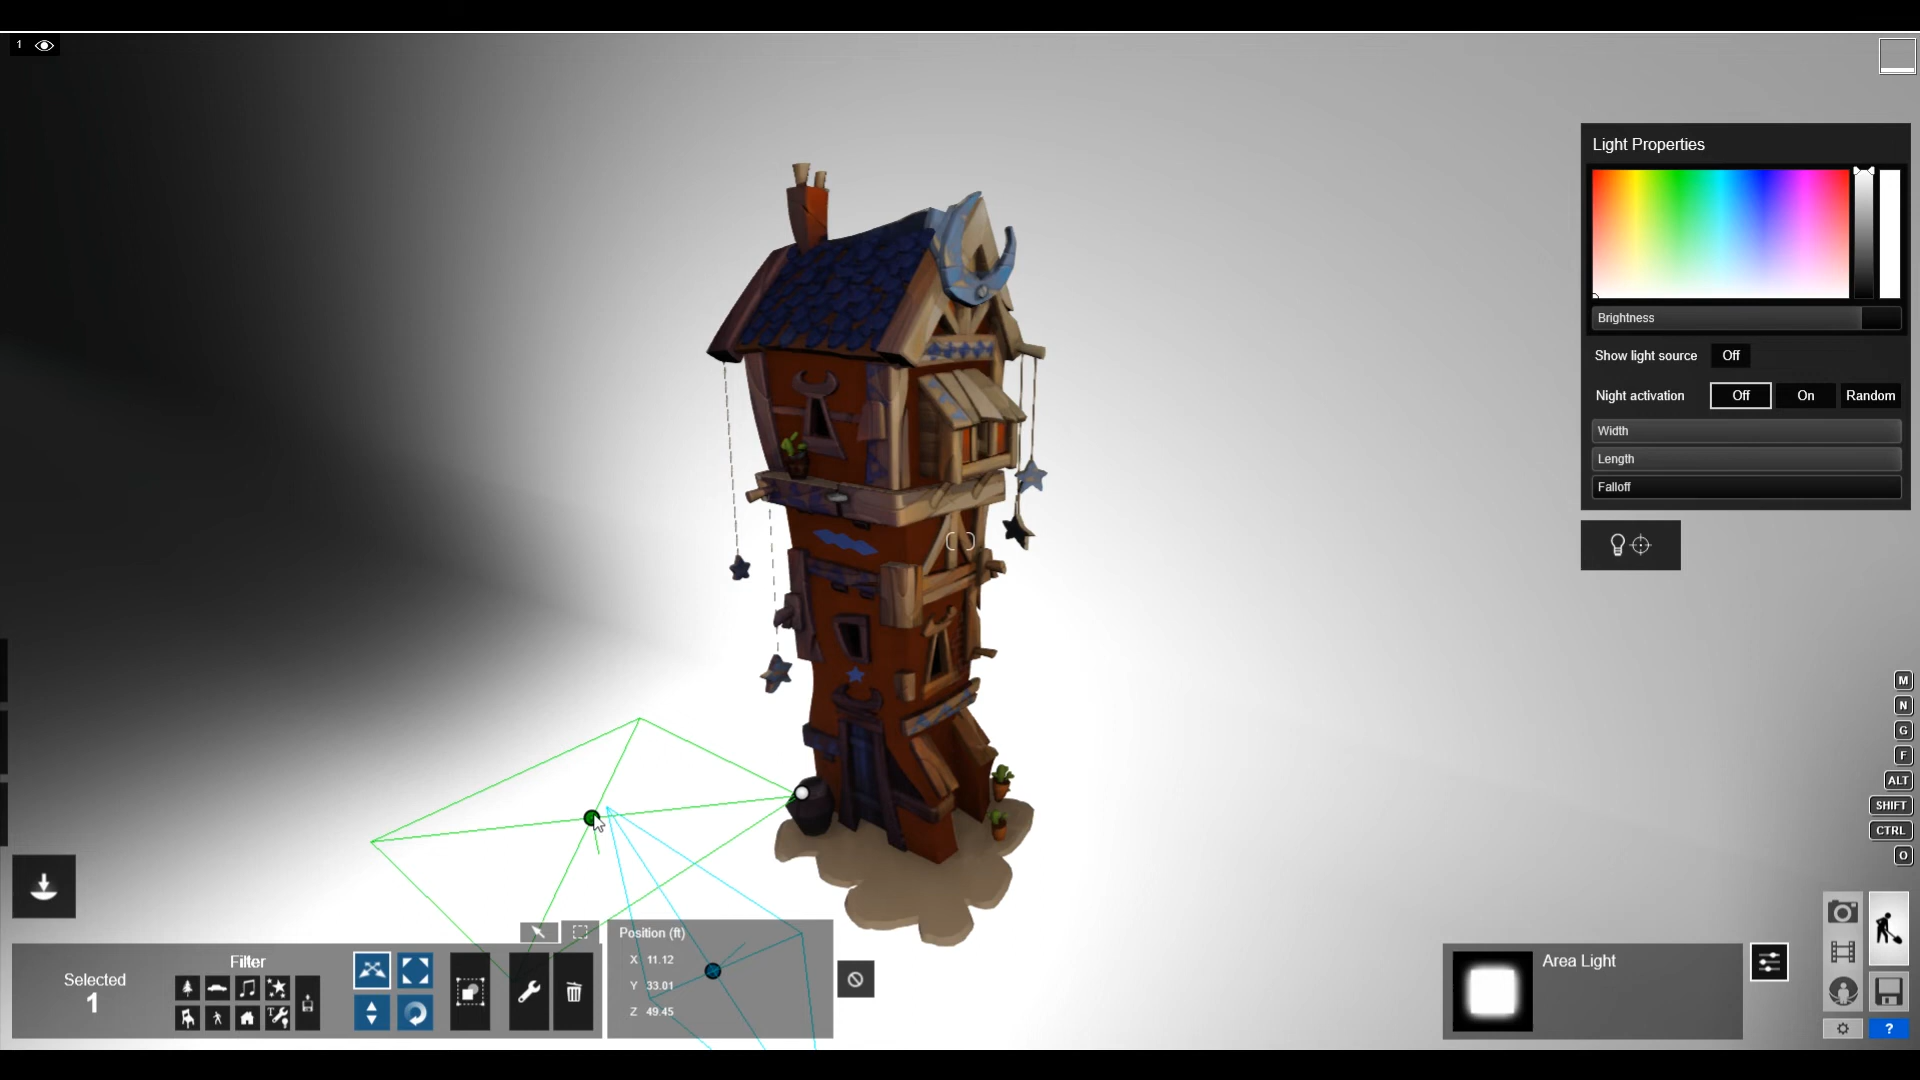 1
Light Properties
Brightness
Show light source Off
Night activation Off On Random
Width
Length
Falloff
M
N
G
F
ALT
SHIFT
CTRL
O
Selected
1
Filter
Position (ft)
X 11.12
Y 33.01
Z 49.45
Area Light
?